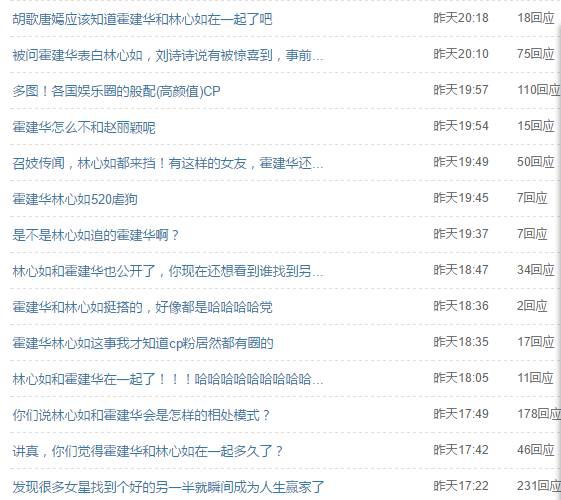 胡歌唐嫣应该知道霍建华和林心如在一起了吧 昨天20:18 18回应
被问霍建华表白林心如，刘诗诗说有被惊喜到，事前... 昨天20:10 75回应
多图！各国娱乐圈的般配(高颜值)CP 昨天19:57 110回应
霍建华怎么不和赵丽颖呢 昨天19:54 15回应
召妓传闻，林心如都来挡！有这样的女友，霍建华还... 昨天19:49 50回应
霍建华林心如520虐狗 昨天19:45 7回应
是不是林心如追的霍建华啊？ 昨天19:37 7回应
林心如和霍建华也公开了，你现在还想看到谁找到另... 昨天18:47 34回应
霍建华和林心如挺搭的，好像都是哈哈哈哈党 昨天18:36 2回应
霍建华林心如这事我才知道cp粉居然都有圈的 昨天18:35 17回应
林心如和霍建华在一起了！！！哈哈哈哈哈哈哈哈哈... 昨天18:05 11回应
你们说林心如和霍建华会是怎样的相处模式？ 昨天17:49 178回应
讲真，你们觉得霍建华和林心如在一起多久了？ 昨天17:42 46回应
发现很多女星找到个好的另一半就瞬间成为人生赢家了 昨天17:22 231回应